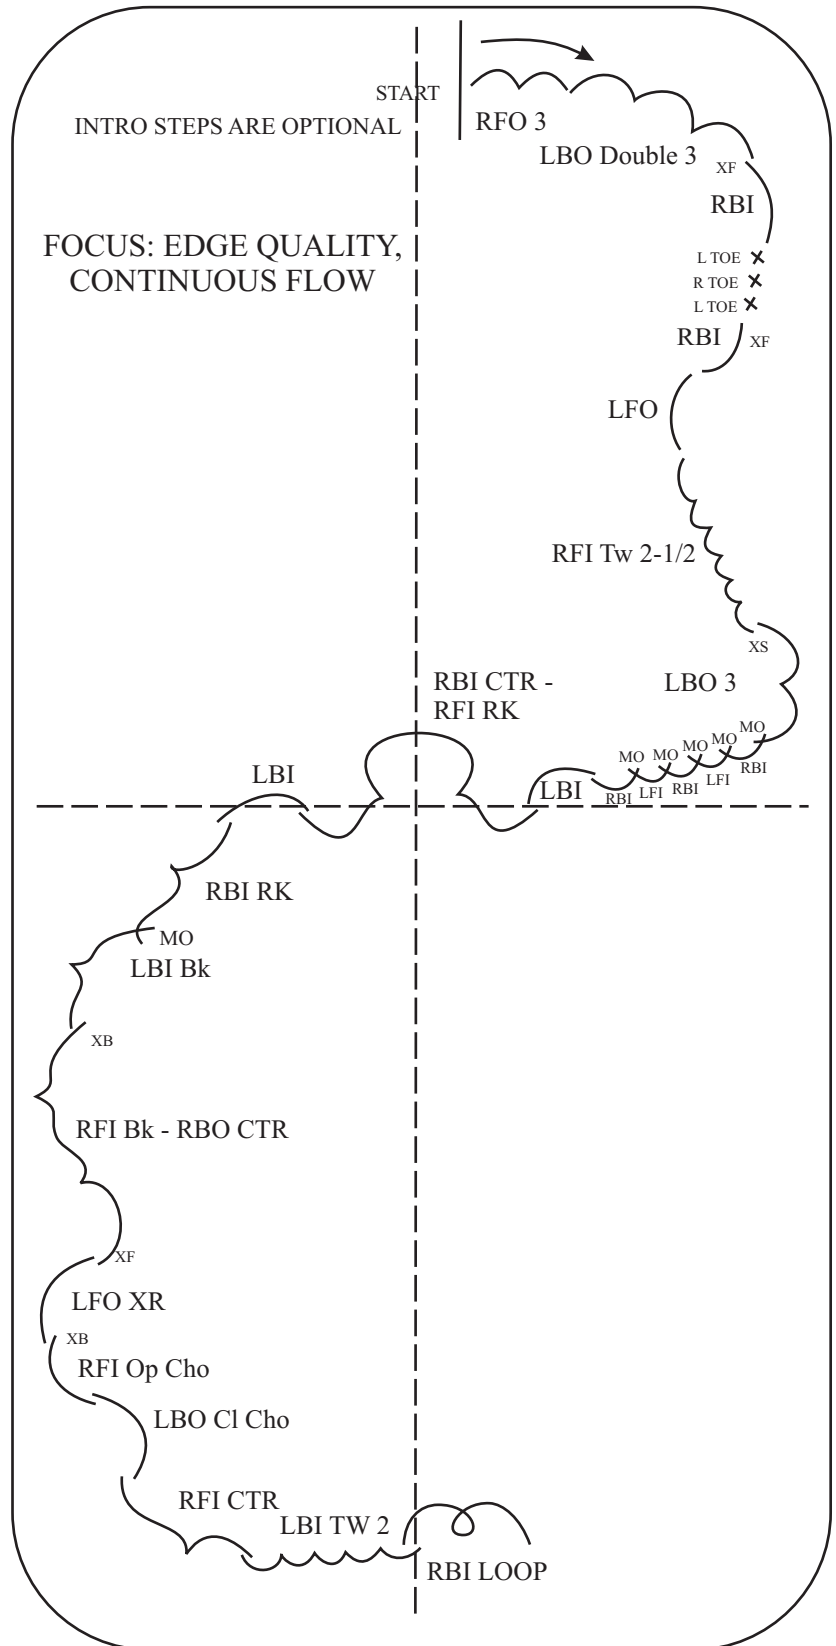 START
INTRO STEPS ARE OPTIONAL
RFO 3
LBO Double 3
XF
RBI
FOCUS: EDGE QUALITY,
CONTINUOUS FLOW
L TOE
R TOE
L TOE
RBI
XF
LFO
RFI Tw 2-1/2
XS
LBO 3
RBI CTR -
RFI RK
MO
MO
MO
MO
MO
RBI
LFI
RBI
LFI
RBI
LBI
LBI
RBI RK
MO
LBI Bk
XB
RFI Bk - RBO CTR
XF
LFO XR
XB
RFI Op Cho
LBO Cl Cho
RFI CTR
LBI TW 2
RBI LOOP